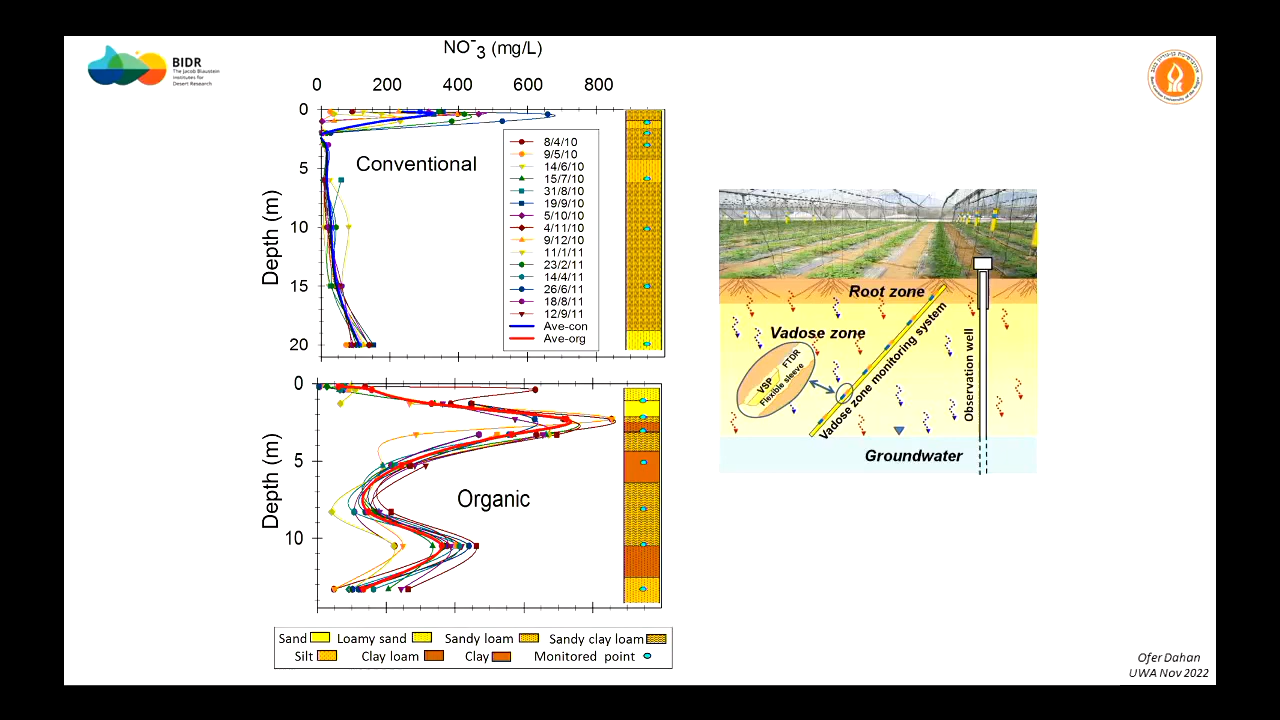 BIDR
The Jacob Blaustein
Institutes for
Desert Research
NO⁻3 (mg/L)
0 200 400 600 800
0
5
10
15
20
Depth (m)
Conventional
8/4/10
9/5/10
14/6/10
15/7/10
31/8/10
19/9/10
5/10/10
4/11/10
9/12/10
11/1/11
23/2/11
14/4/11
26/6/11
18/8/11
12/9/11
Ave-con
Ave-org
0
5
10
Depth (m)
Organic
Sand Loamy sand Sandy loam Sandy clay loam
Silt Clay loam Clay Monitored point
Root zone
Vadose zone
FTDR
VSP
Flexible sleeve
Vadose zone monitoring system
Observation well
Groundwater
Ofer Dahan
UWA Nov 2022